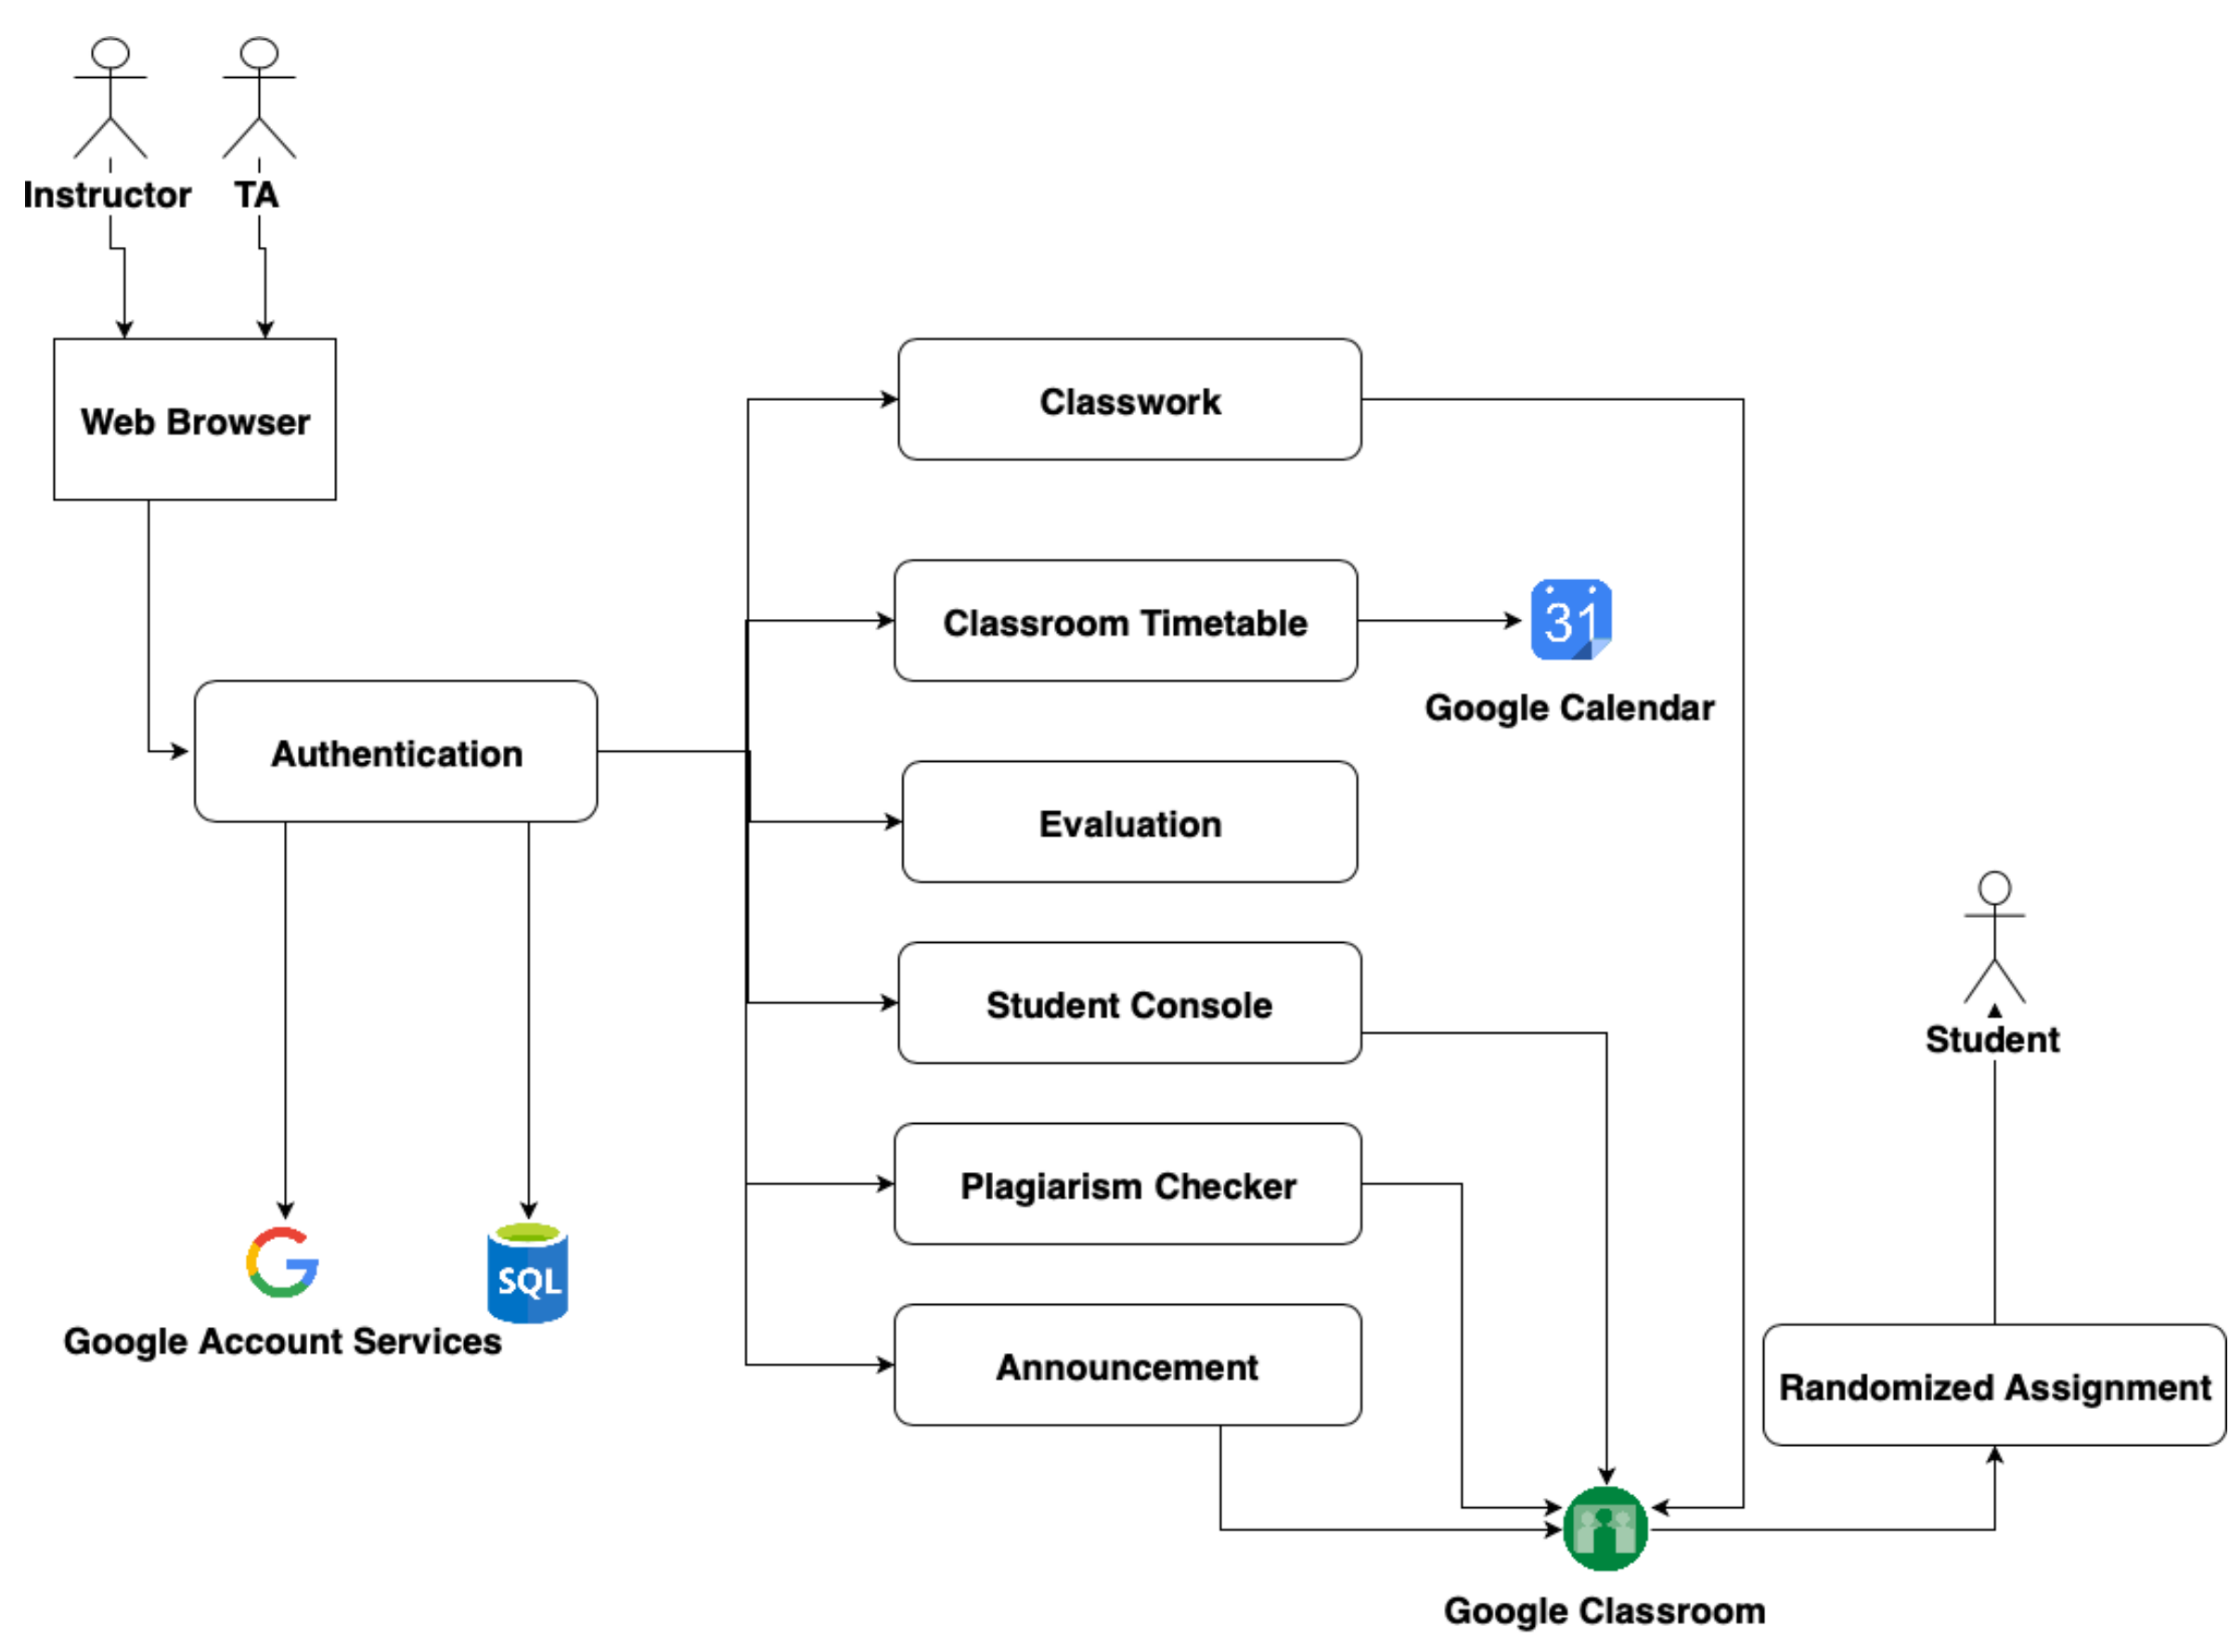 Instructor
TA
Web Browser
Classwork
Classroom Timetable
31
Google Calendar
Authentication
Evaluation
Student Console
Student
Plagiarism Checker
SQL
Google Account Services
Announcement
Randomized Assignment
Google Classroom